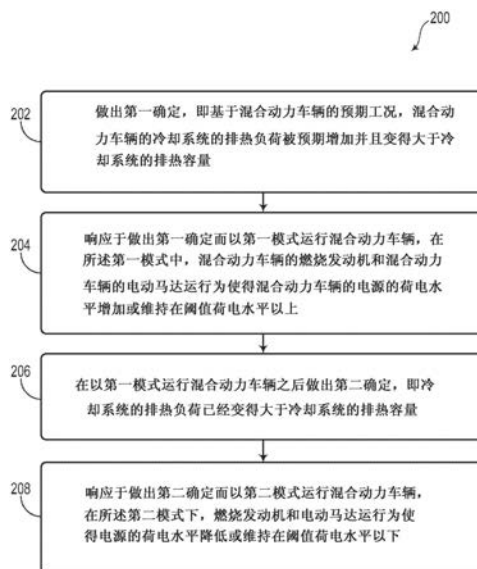 200
202
做出第一确定，即基于混合动力车辆的预期工况，混合动
力车辆的冷却系统的排热负荷被预期增加并且变得大于冷
却系统的排热容量
204
响应于做出第一确定而以第一模式运行混合动力车辆，在
所述第一模式中，混合动力车辆的燃烧发动机和混合动力
车辆的电动马达运行为使得混合动力车辆的电源的荷电水
平增加或维持在阈值荷电水平以上
206
在以第一模式运行混合动力车辆之后做出第二确定，即冷
却系统的排热负荷已经变得大于冷却系统的排热容量
208
响应于做出第二确定而以第二模式运行混合动力车辆，
在所述第二模式下，燃烧发动机和电动马达运行为使
得电源的荷电水平降低或维持在阈值荷电水平以下